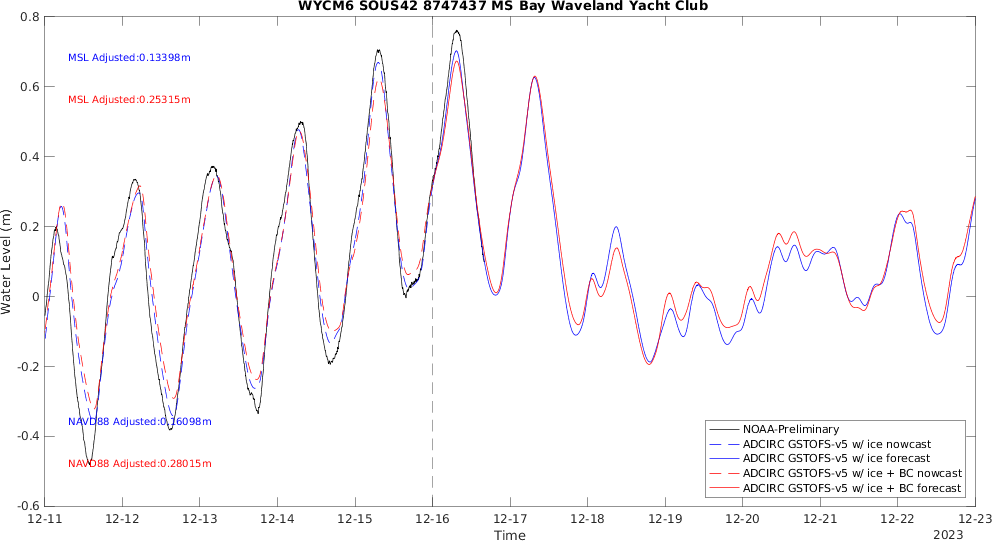 WYCM6 SOUS42 8747437 MS Bay Waveland Yacht Club
0.8
0.6
0.4
0.2
0
-0.2
-0.4
-0.6
Water Level (m)
MSL Adjusted:0.13398m
MSL Adjusted:0.25315m
NAVD88 Adjusted:0.16098m
NAVD88 Adjusted:0.28015m
NOAA-Preliminary
ADCIRC GSTOFS-v5 w/ ice nowcast
ADCIRC GSTOFS-v5 w/ ice forecast
ADCIRC GSTOFS-v5 w/ice + BC nowcast
ADCIRC GSTOFS-v5 w/ice + BC forecast
12-11 12-12 12-13 12-14 12-15 12-16 12-17 12-18 12-19 12-20 12-21 12-22 12-23
Time
2023